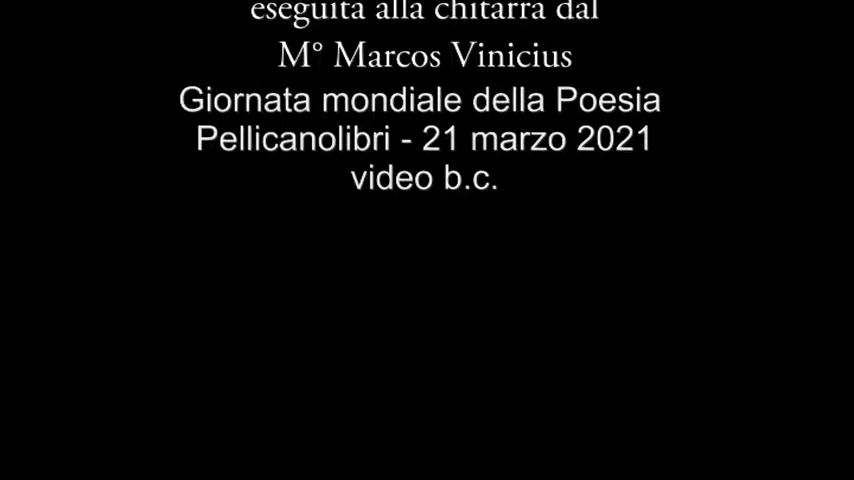 eseguita alla chitarra dal
M° Marcos Vinicius
Giornata mondiale della Poesia
Pellicanolibri - 21 marzo 2021
video b.c.